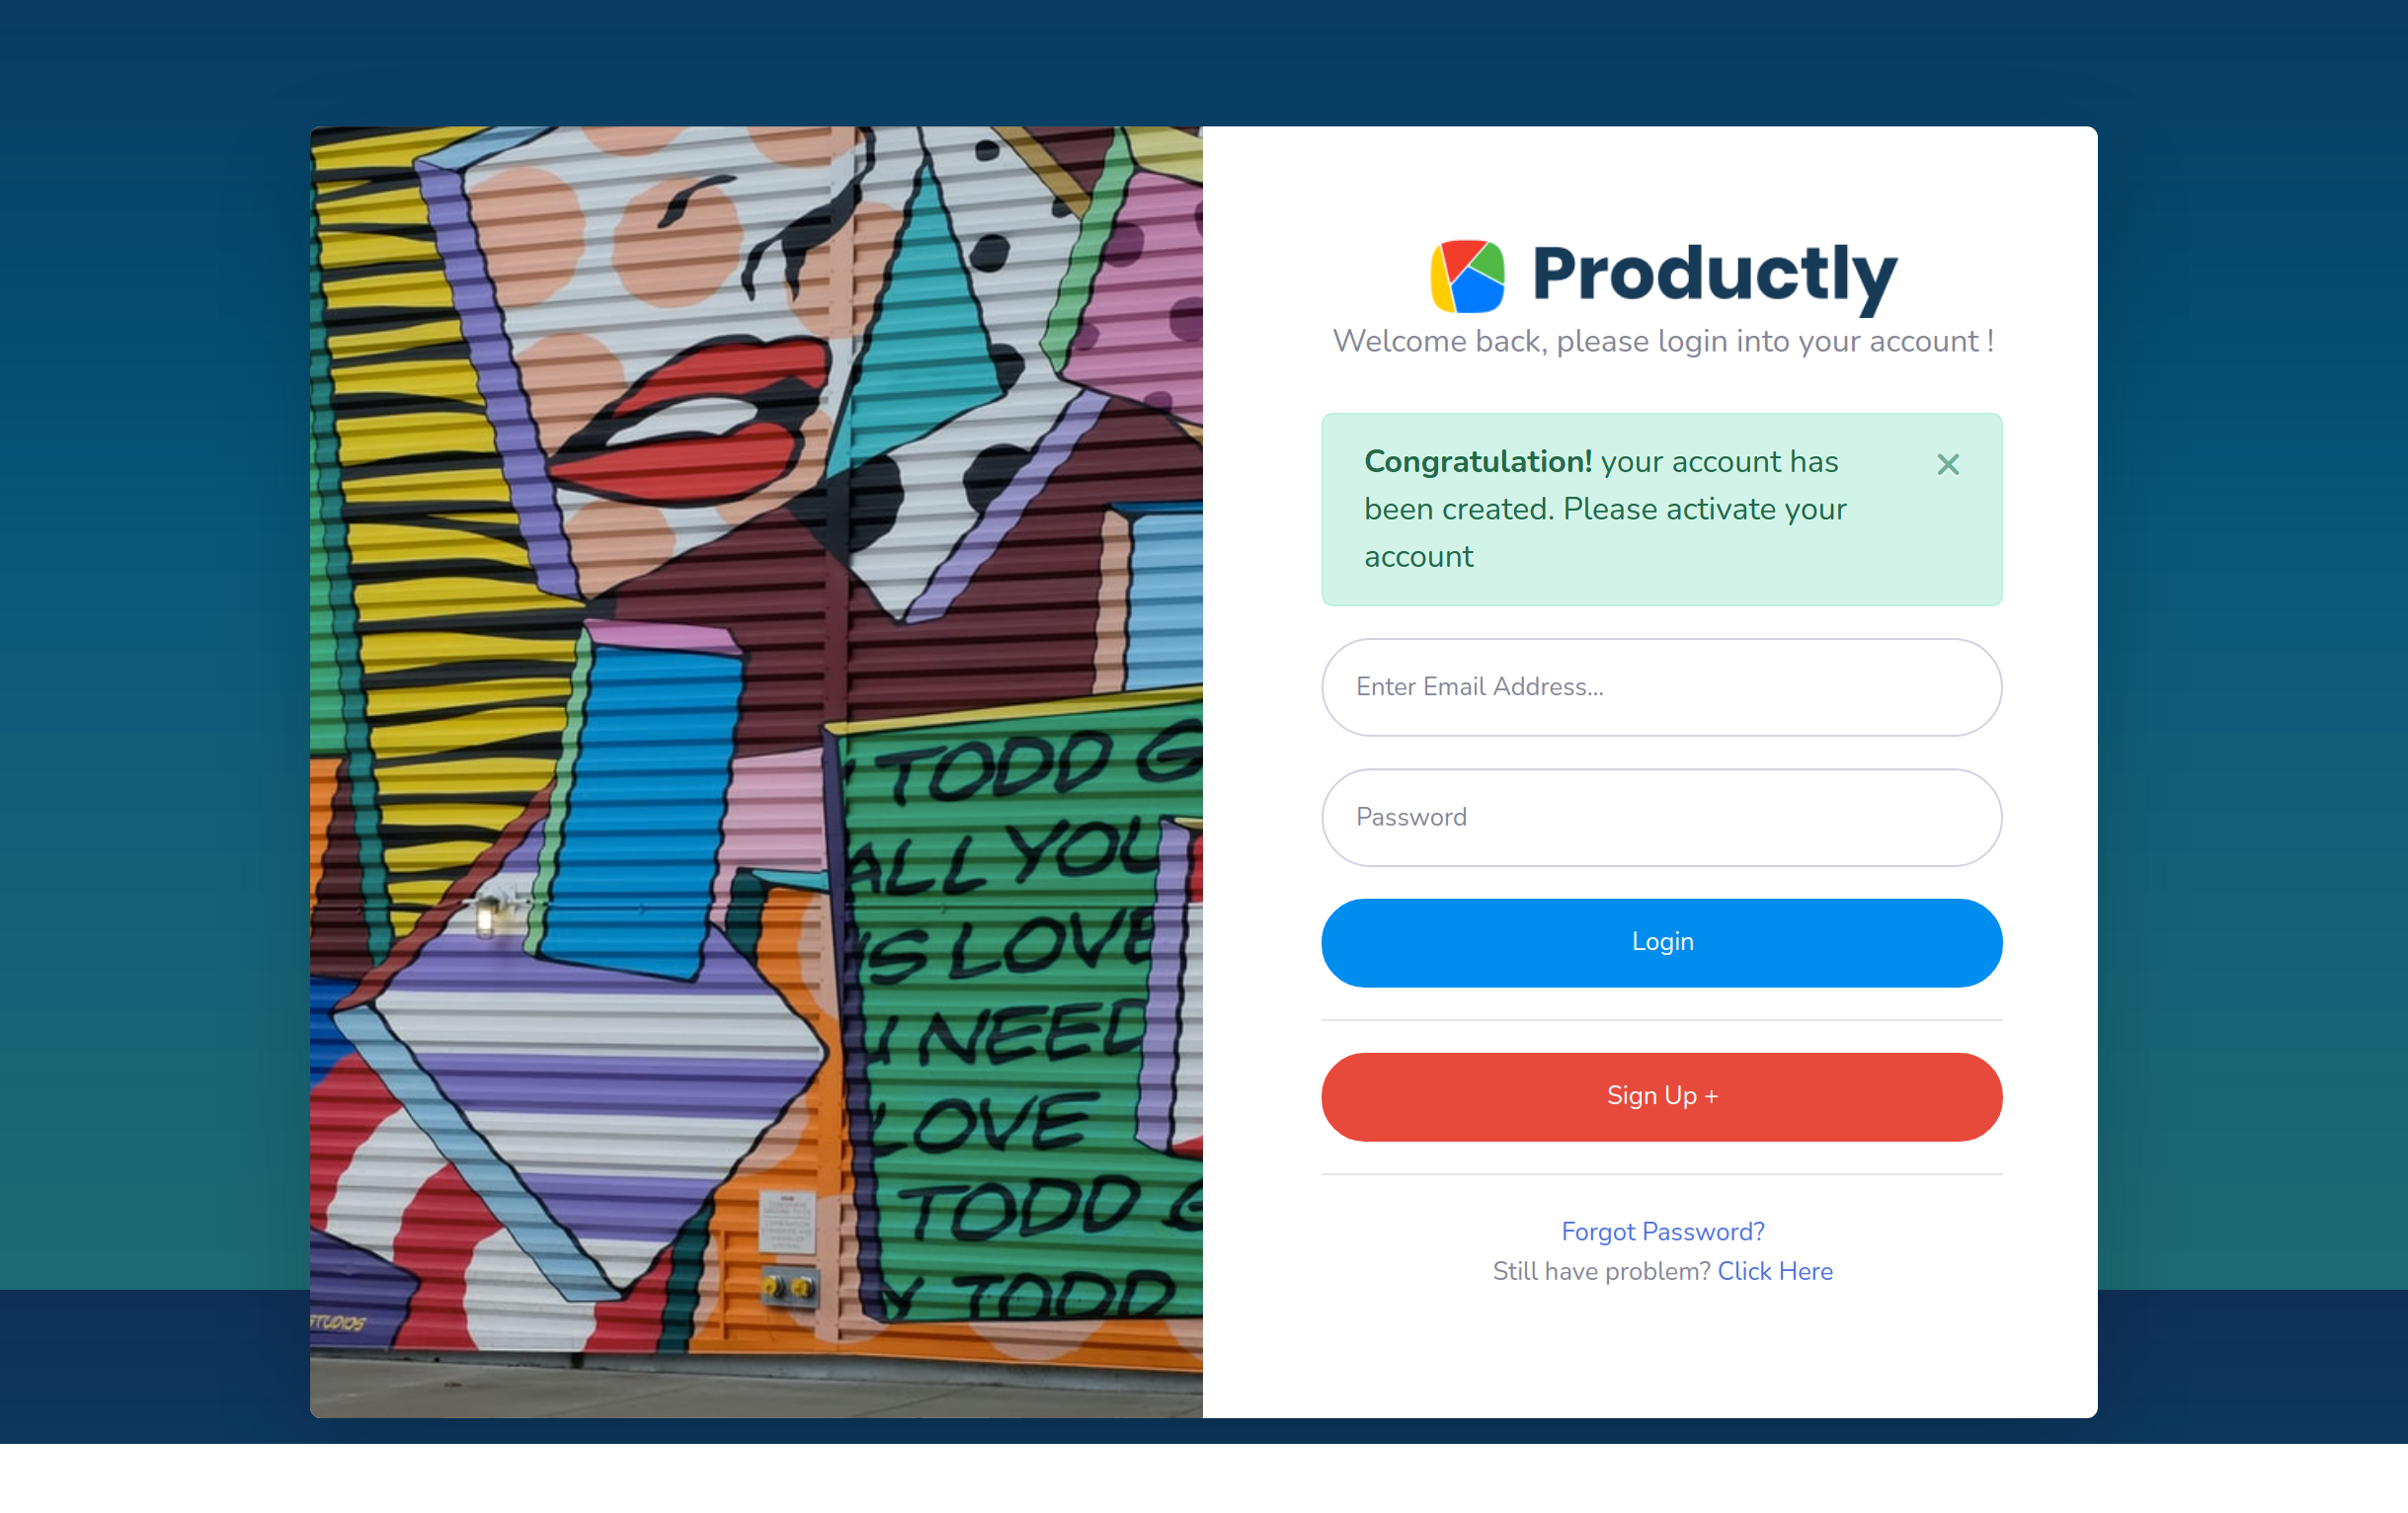 Productly
Welcome back, please login into your account !
Congratulation! your account has
been created. Please activate your
account
Enter Email Address...
Password
Login
Sign Up +
Forgot Password?
Still have problem? Click Here
TODD G
ALL YOU
IS LOVE
U NEED
LOVE
TODD G
Y TODD
STUDIOS